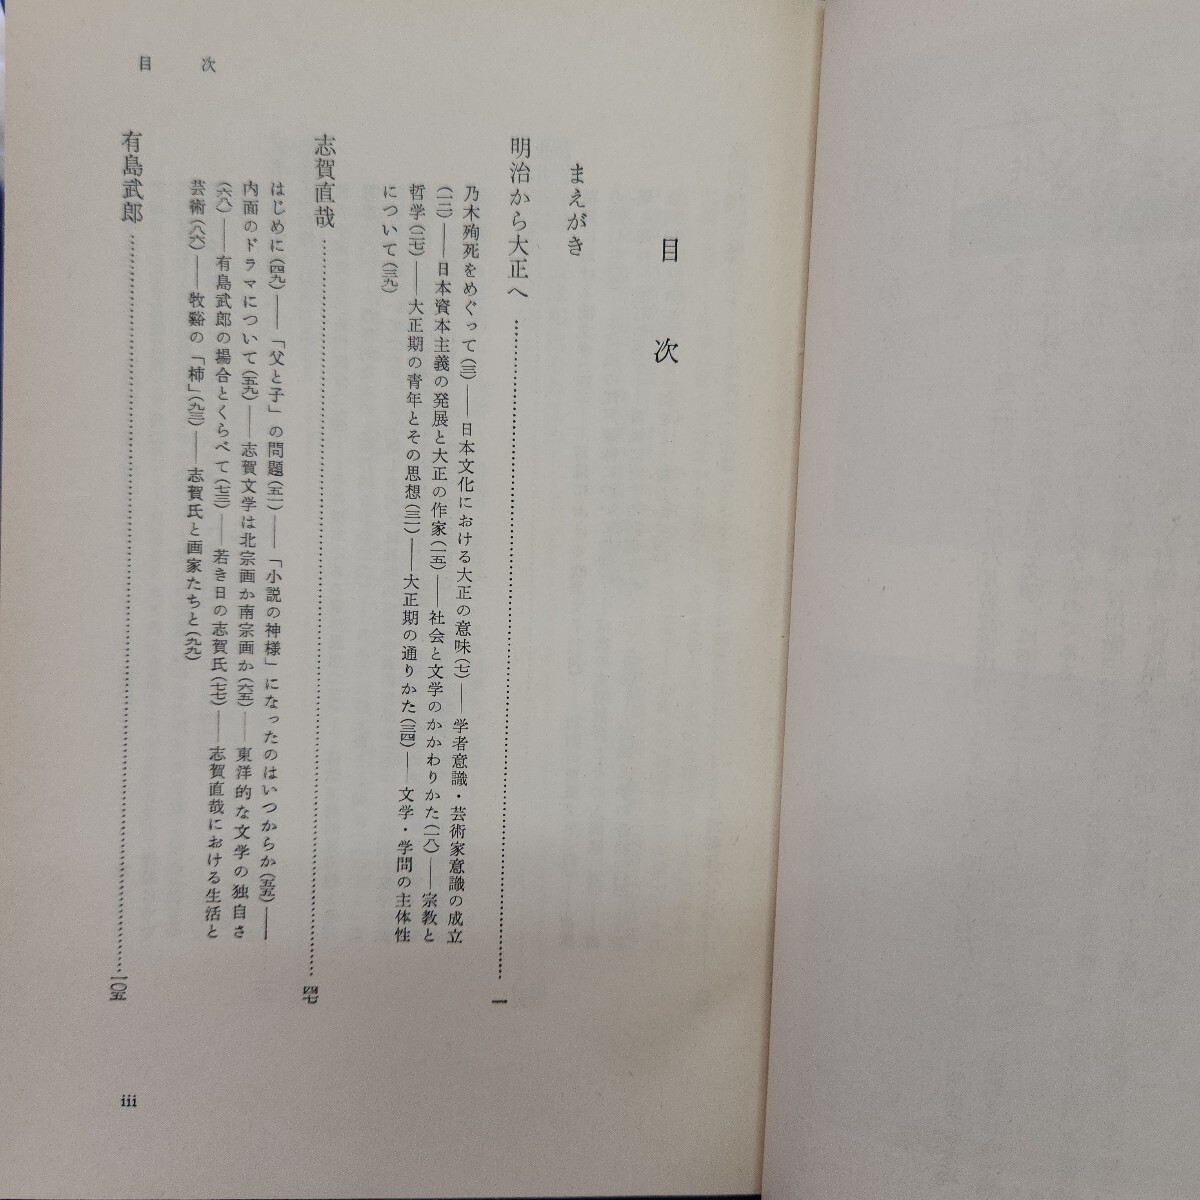 目次
目次
まえがき
明治から大正へ……一
乃木殉死をめぐって(三)――日本文化における大正の意味(七)――学者意識・芸術家意識の成立
(一二)――日本資本主義の発展と大正の作家(一五)――社会と文学のかかわりかた(一八)――宗教と
哲学(二七)――大正期の青年とその思想(三一)――大正期の通りかた(三四)――文学・学問の主体性
について(三九)
志賀直哉……四七
はじめに(四九)――「父と子」の問題(五一)――「小説の神様」になったのはいつからか(五五)――
内面のドラマについて(五九)――志賀文学は北宗画か南宗画か(六五)――東洋的な文学の独自さ
(六八)――有島武郎の場合とくらべて(七三)――若き日の志賀氏(七七)――志賀直哉における生活と
芸術(八六)――牧谿の「柿」(九三)――志賀氏と画家たちと(九九)
有島武郎……一〇五
iii